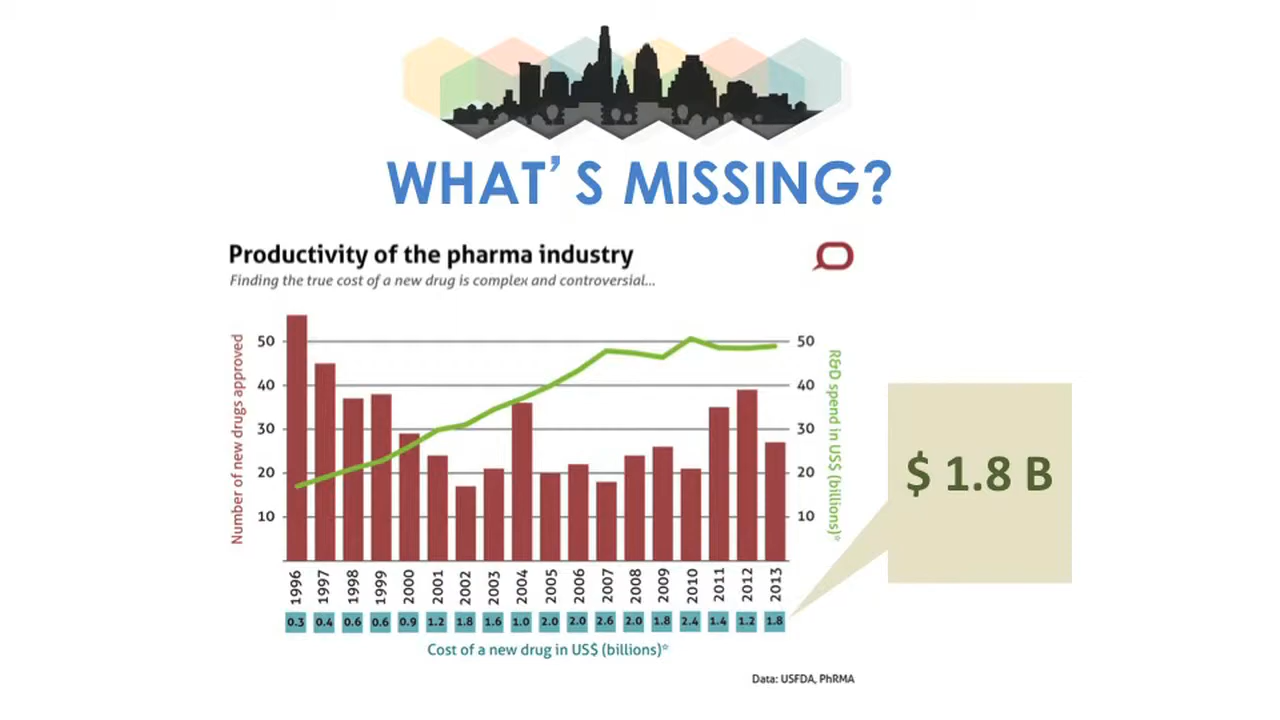 WHAT'S MISSING?
Productivity of the pharma industry
Finding the true cost of a new drug is complex and controversial...
Number of new drugs approved
50
40
30
20
10
50
40
30
20
10
R&D spend in US$ (billions)*
$ 1.8 B
1996 1997 1998 1999 2000 2001 2002 2003 2004 2005 2006 2007 2008 2009 2010 2011 2012 2013
0.3 0.4 0.6 0.6 0.9 1.2 1.8 1.6 1.0 2.0 2.0 2.6 2.0 1.8 2.4 1.4 1.2 1.8
Cost of a new drug in US$ (billions)*
Data: USFDA, PhRMA